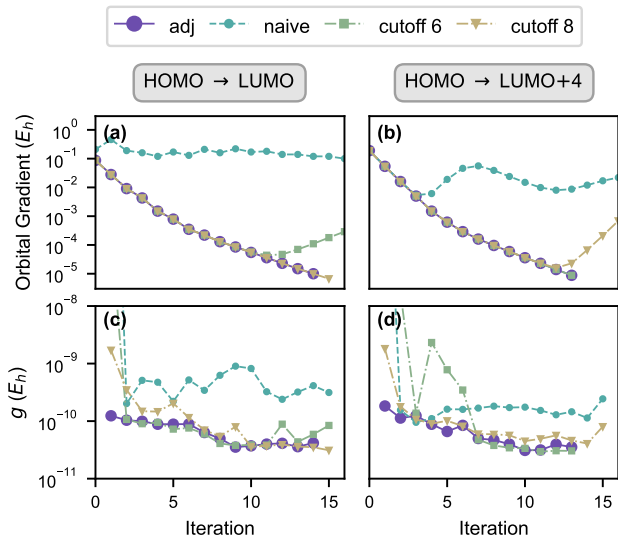 adj naive cutoff 6 cutoff 8
HOMO → LUMO HOMO → LUMO+4
Orbital Gradient (E_h)
10^0
10^-1
10^-2
10^-3
10^-4
10^-5
(a) (b)
g (E_h)
10^-8
10^-9
10^-10
10^-11
(c) (d)
0 5 10 15 0 5 10 15
Iteration Iteration